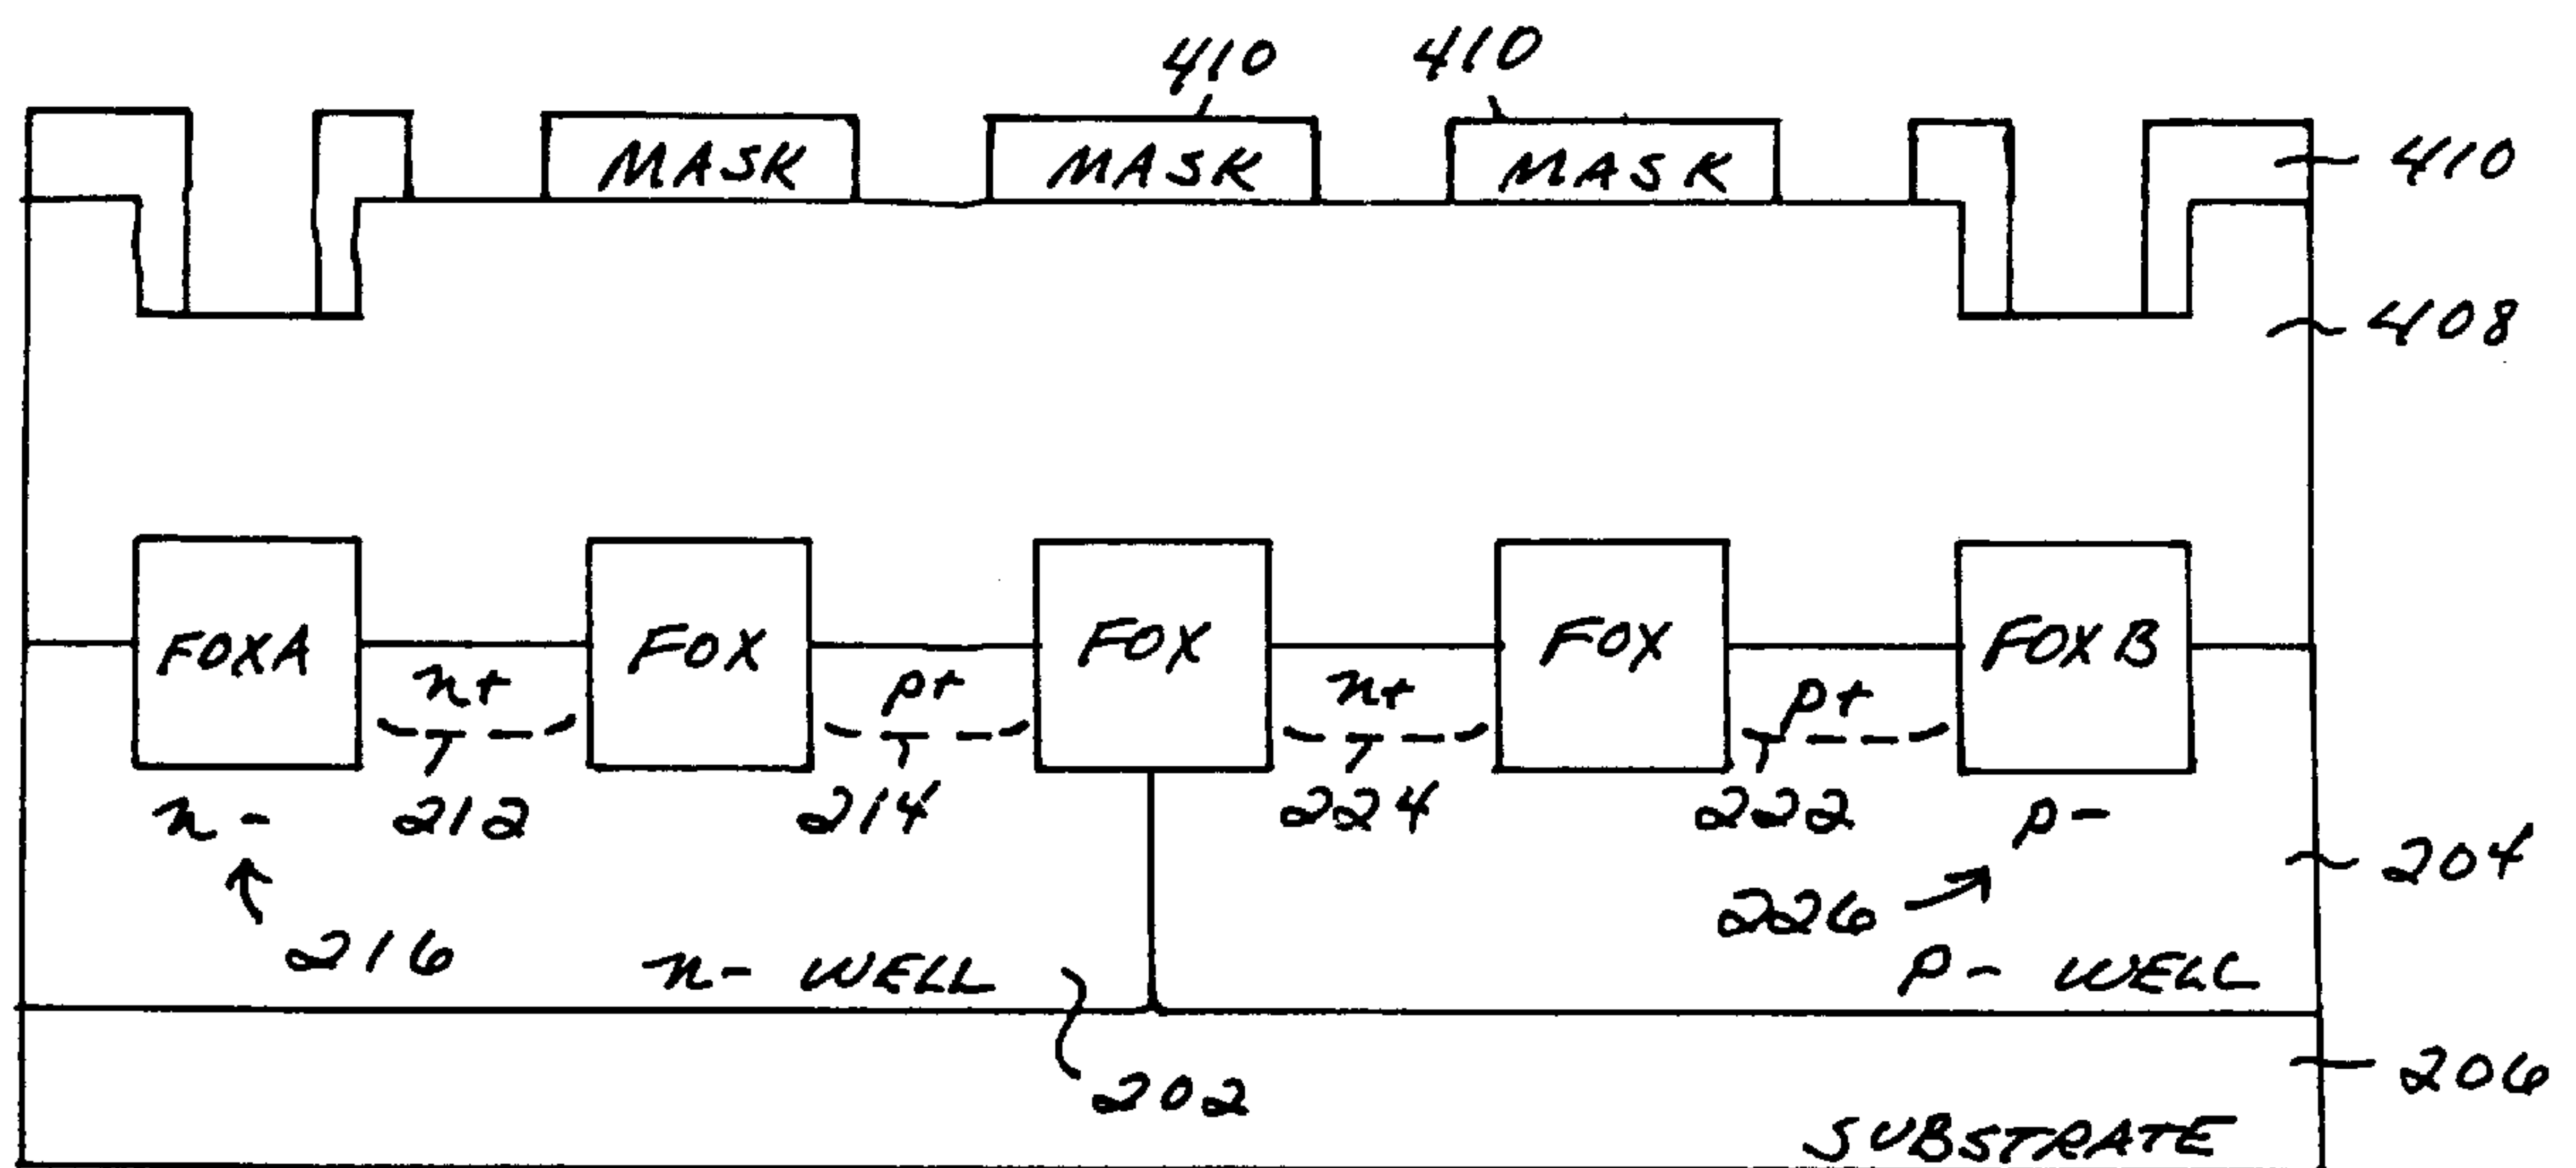 410 410
MASK MASK MASK 410
408
FOXA FOX FOX FOX FOXB
n+ p+ n+ p+
212 214 224 222
n- p- 204
216 226
n- WELL P- WELL
202 206
SUBSTRATE